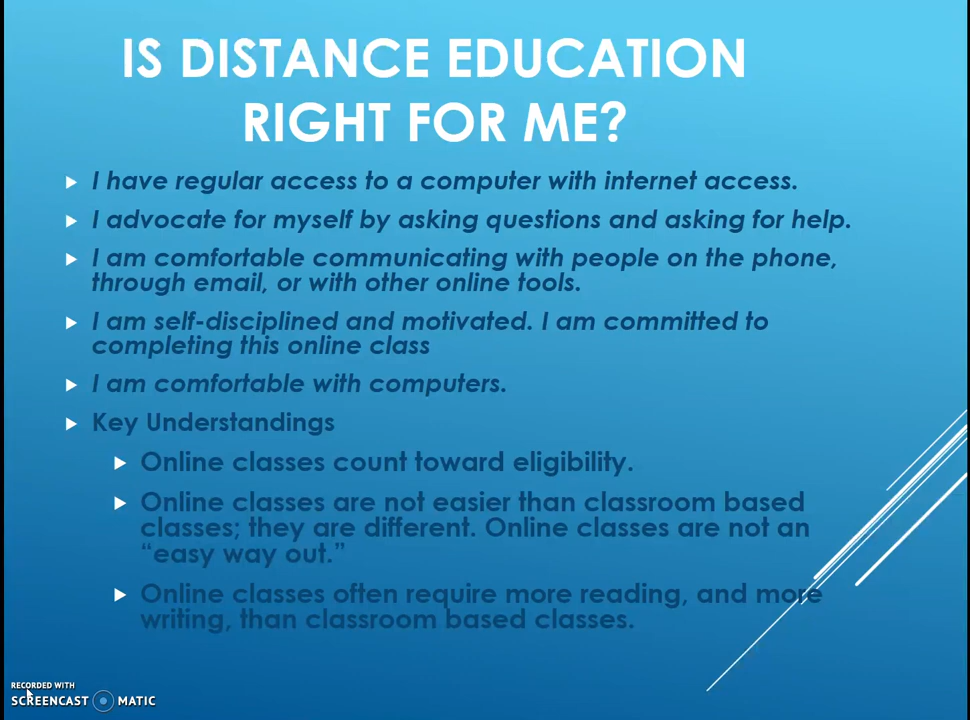 IS DISTANCE EDUCATION
RIGHT FOR ME?
I have regular access to a computer with internet access.
I advocate for myself by asking questions and asking for help.
I am comfortable communicating with people on the phone,
through email, or with other online tools.
I am self-disciplined and motivated. I am committed to
completing this online class
I am comfortable with computers.
Key Understandings
Online classes count toward eligibility.
Online classes are not easier than classroom based
classes; they are different. Online classes are not an
“easy way out.”
Online classes often require more reading, and more
writing, than classroom based classes.
RECORDED WITH
SCREENCAST MATIC